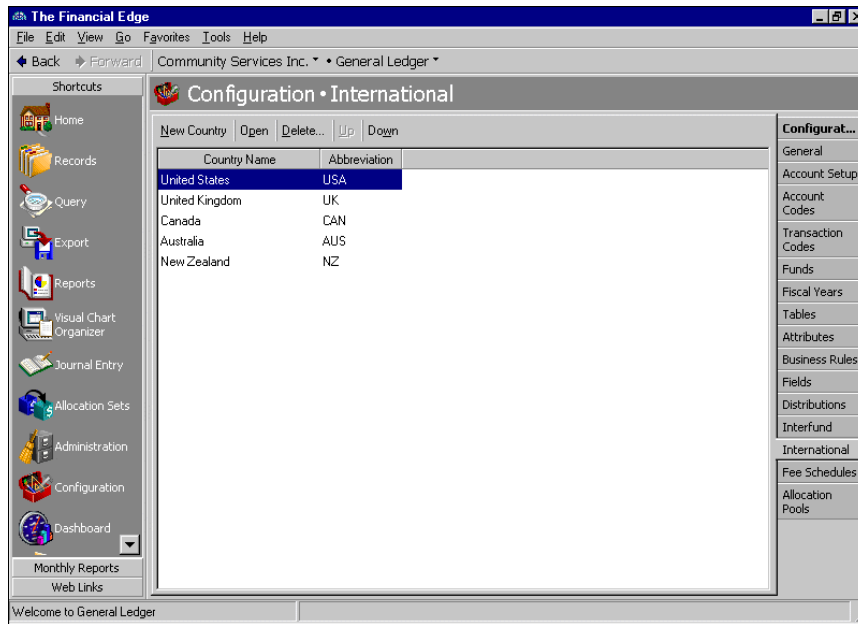 The Financial Edge
File Edit View Go Favorites Tools Help
Back Forward Community Services Inc. • General Ledger
Shortcuts
Home
Records
Query
Export
Reports
Visual Chart
Organizer
Journal Entry
Allocation Sets
Administration
Configuration
Dashboard
Monthly Reports
Web Links
Configuration • International
New Country Open Delete... Up Down
Country Name Abbreviation
United States USA
United Kingdom UK
Canada CAN
Australia AUS
New Zealand NZ
Configurat...
General
Account Setup
Account
Codes
Transaction
Codes
Funds
Fiscal Years
Tables
Attributes
Business Rules
Fields
Distributions
Interfund
International
Fee Schedules
Allocation
Pools
Welcome to General Ledger